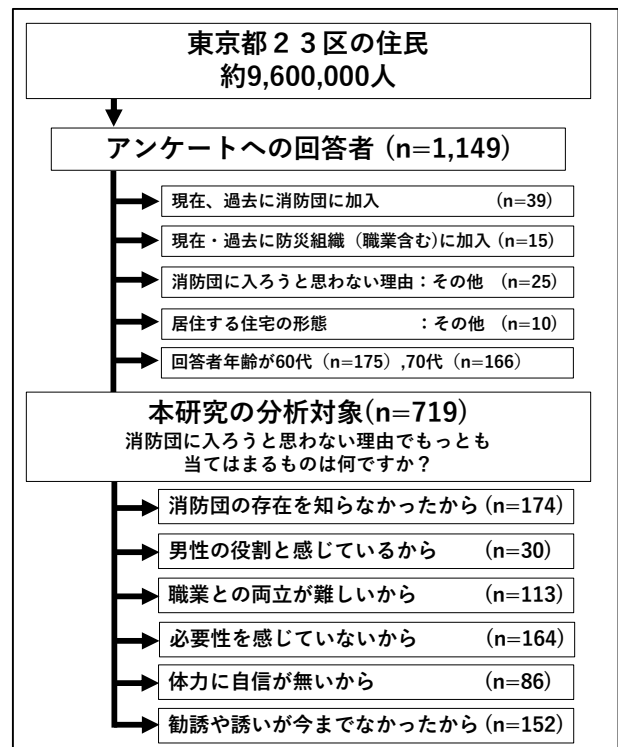 東京都２３区の住民
約9,600,000人
アンケートへの回答者 (n=1,149)
現在、過去に消防団に加入 (n=39)
現在・過去に防災組織（職業含む)に加入 (n=15)
消防団に入ろうと思わない理由：その他 (n=25)
居住する住宅の形態 ：その他 (n=10)
回答者年齢が60代（n=175）,70代（n=166）
本研究の分析対象(n=719)
消防団に入ろうと思わない理由でもっとも
当てはまるものは何ですか？
消防団の存在を知らなかったから (n=174)
男性の役割と感じているから (n=30)
職業との両立が難しいから (n=113)
必要性を感じていないから (n=164)
体力に自信が無いから (n=86)
勧誘や誘いが今までなかったから (n=152)